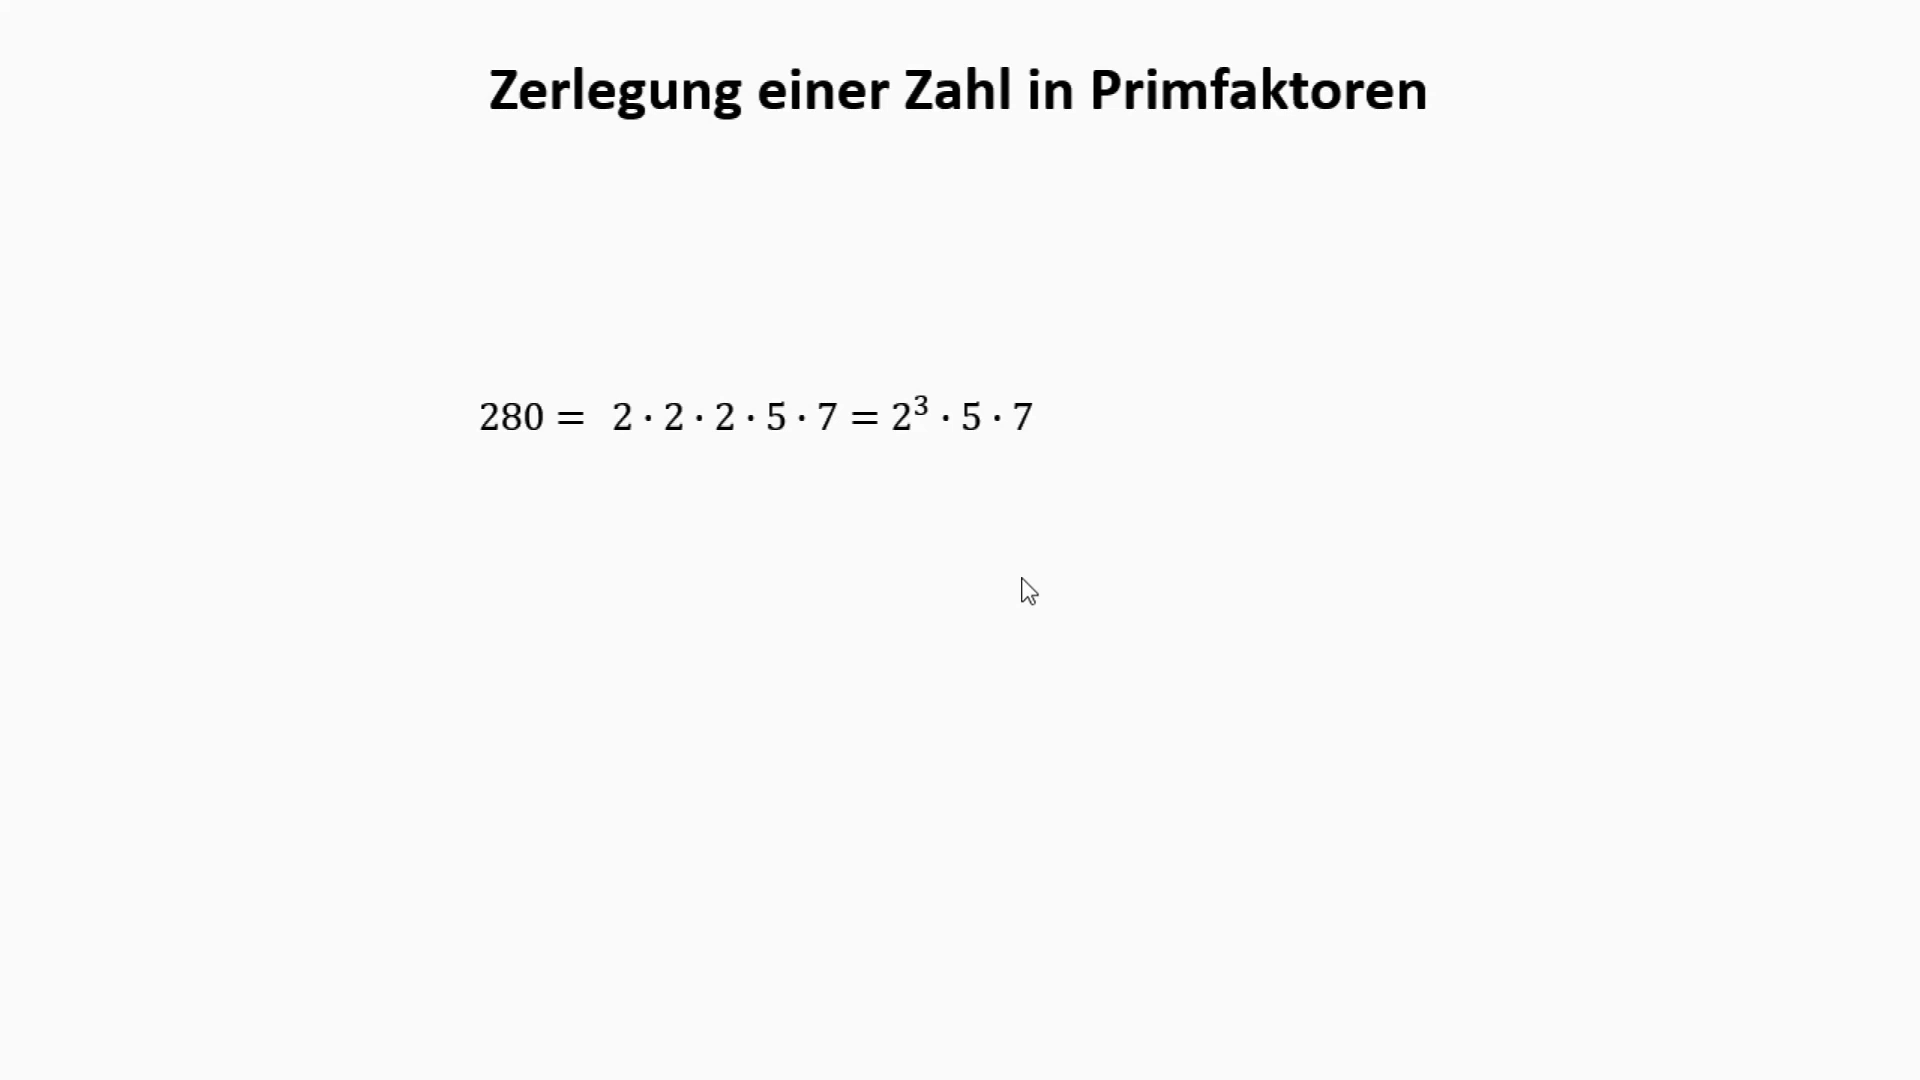 Zerlegung einer Zahl in Primfaktoren
280 = 2 · 2 · 2 · 5 · 7 = 2³ · 5 · 7